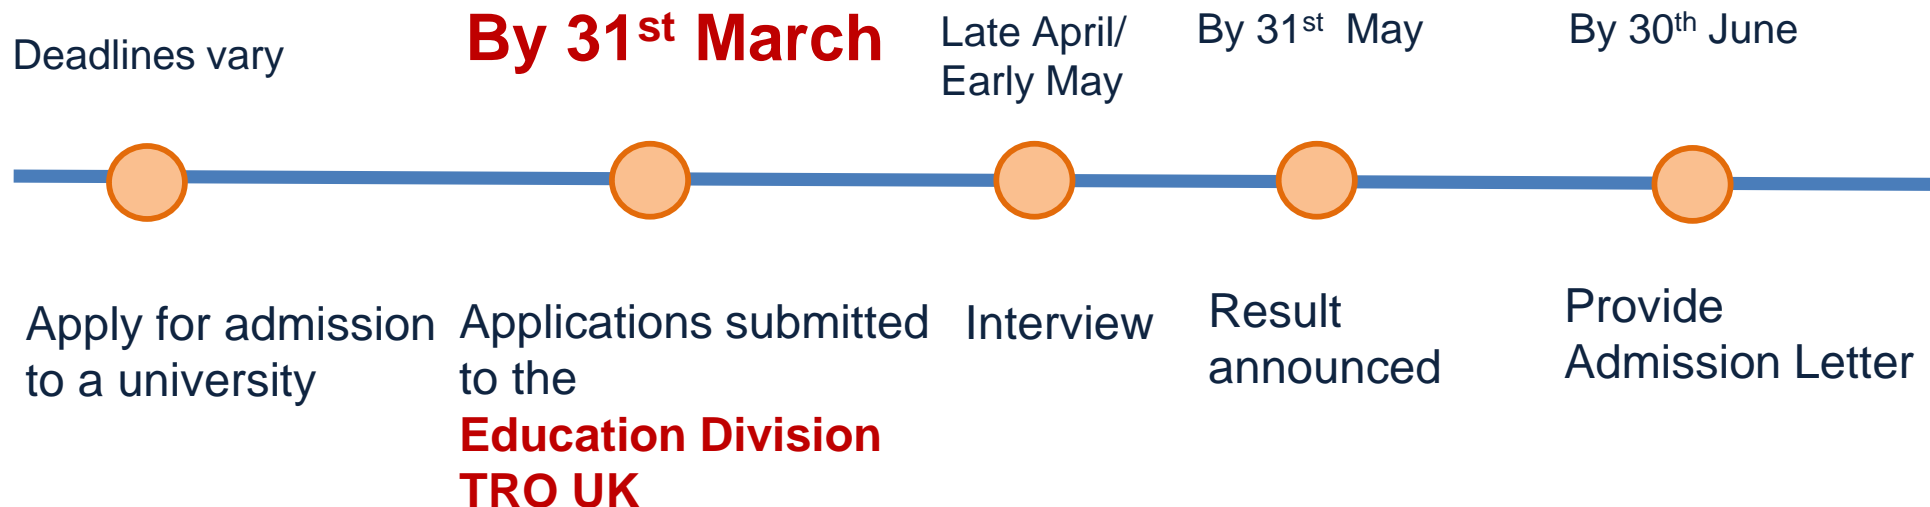 Deadlines vary
By 31st March
Late April/
Early May
By 31st May
By 30th June
Apply for admission
to a university
Applications submitted
to the
Education Division
TRO UK
Interview
Result
announced
Provide
Admission Letter